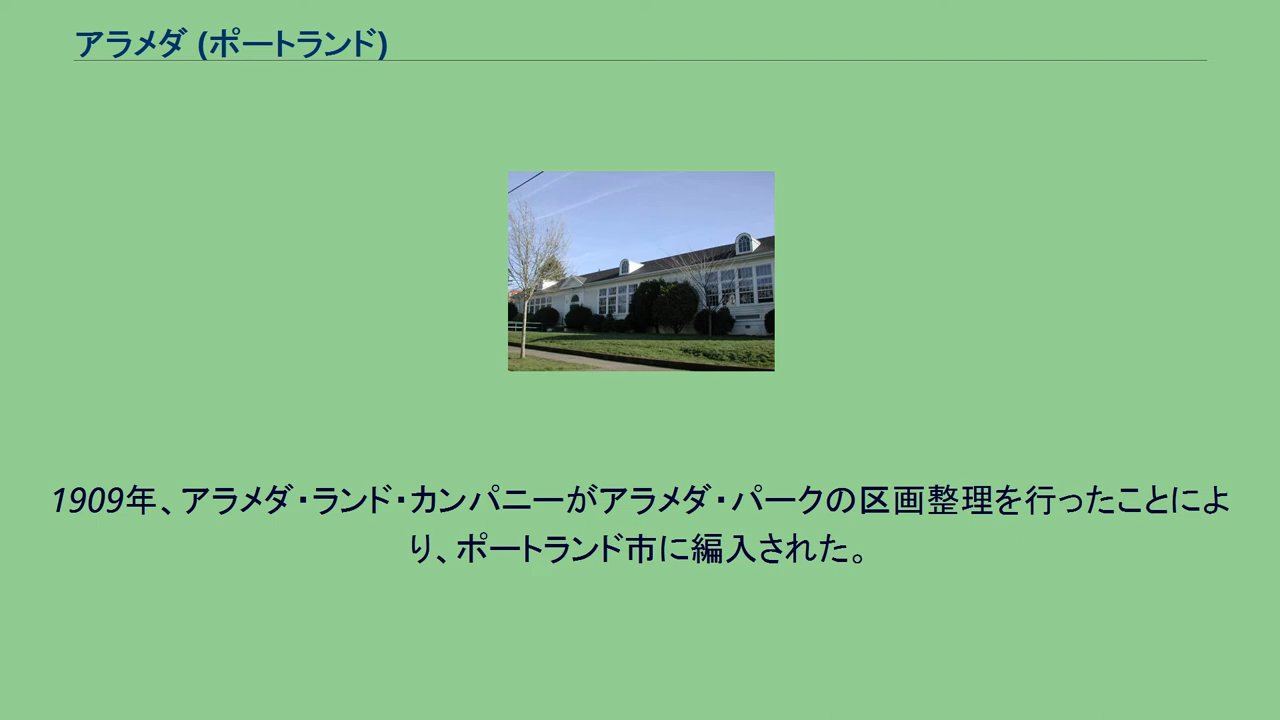 アラメダ (ポートランド)
1909年、アラメダ・ランド・カンパニーがアラメダ・パークの区画整理を行ったことによ
り、ポートランド市に編入された。